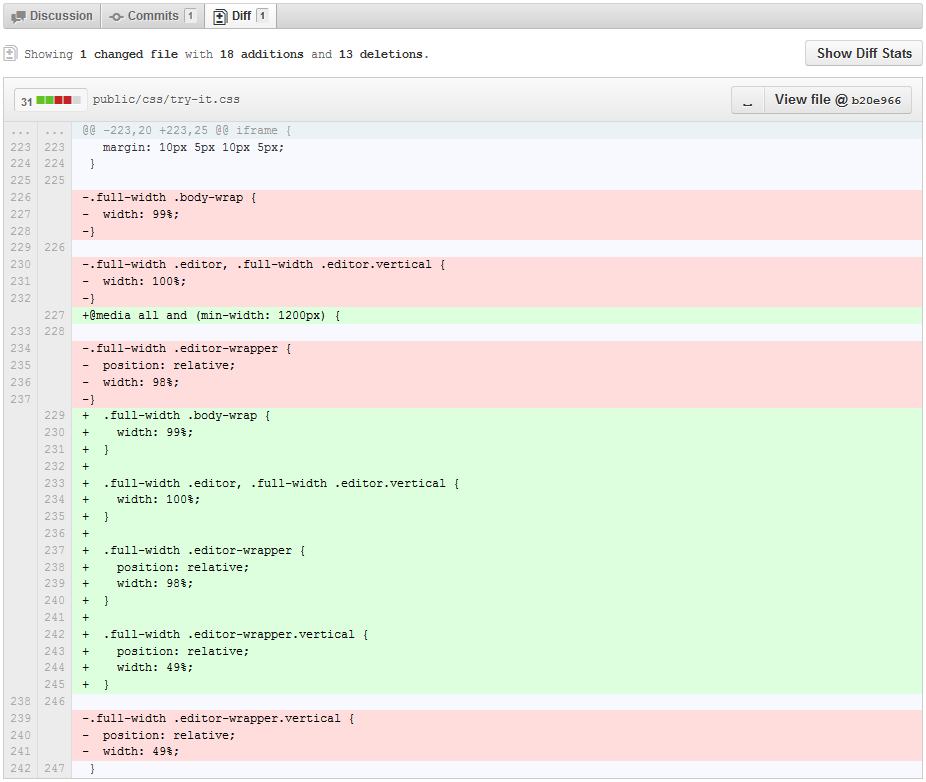 Discussion Commits 1 Diff 1
Showing 1 changed file with 18 additions and 13 deletions. Show Diff Stats
31 public/css/try-it.css View file @ b20e966
... ... @@ -223,20 +223,25 @@ iframe {
223 223 margin: 10px 5px 10px 5px;
224 224 }
225 225
226 -.full-width .body-wrap {
227 - width: 99%;
228 -}
229 226
230 -.full-width .editor, .full-width .editor.vertical {
231 - width: 100%;
232 -}
227 +@media all and (min-width: 1200px) {
233 228
234 -.full-width .editor-wrapper {
235 - position: relative;
236 - width: 98%;
237 -}
229 + .full-width .body-wrap {
230 + width: 99%;
231 + }
232 +
233 + .full-width .editor, .full-width .editor.vertical {
234 + width: 100%;
235 + }
236 +
237 + .full-width .editor-wrapper {
238 + position: relative;
239 + width: 98%;
240 + }
241 +
242 + .full-width .editor-wrapper.vertical {
243 + position: relative;
244 + width: 49%;
245 + }
238 246
239 -.full-width .editor-wrapper.vertical {
240 - position: relative;
241 - width: 49%;
242 247 }